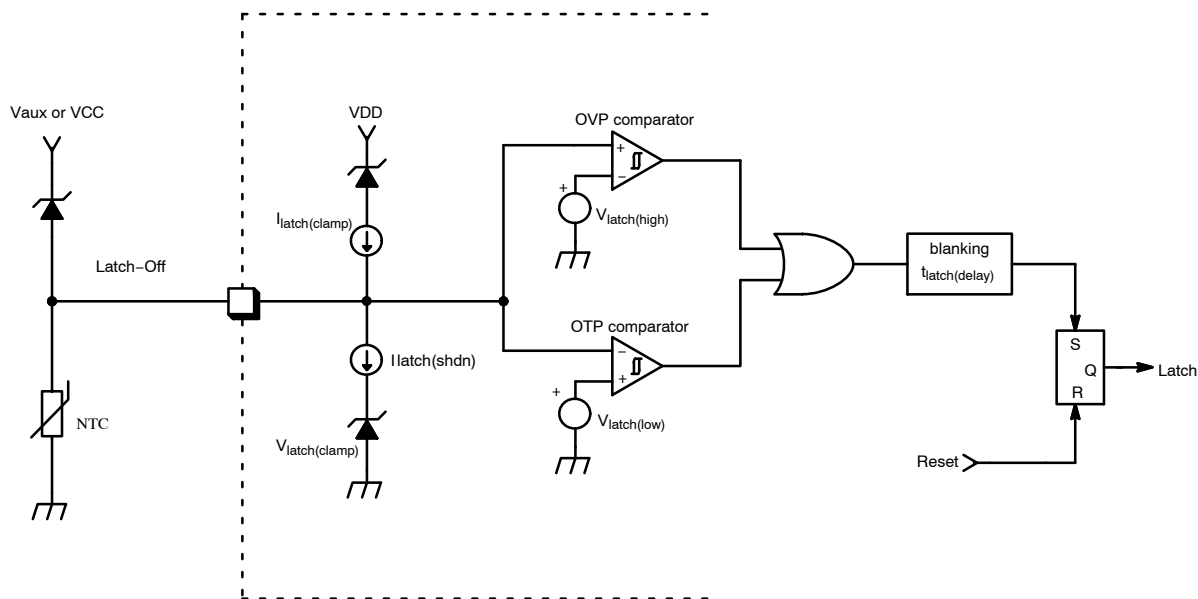 Vaux or VCC
VDD
OVP comparator
+
−
+
Vlatch(high)
Ilatch(clamp)
Latch−Off
blanking
tlatch(delay)
OTP comparator
−
+
+
Vlatch(low)
Ilatch(shdn)
Vlatch(clamp)
NTC
S
Q
R
Latch
Reset